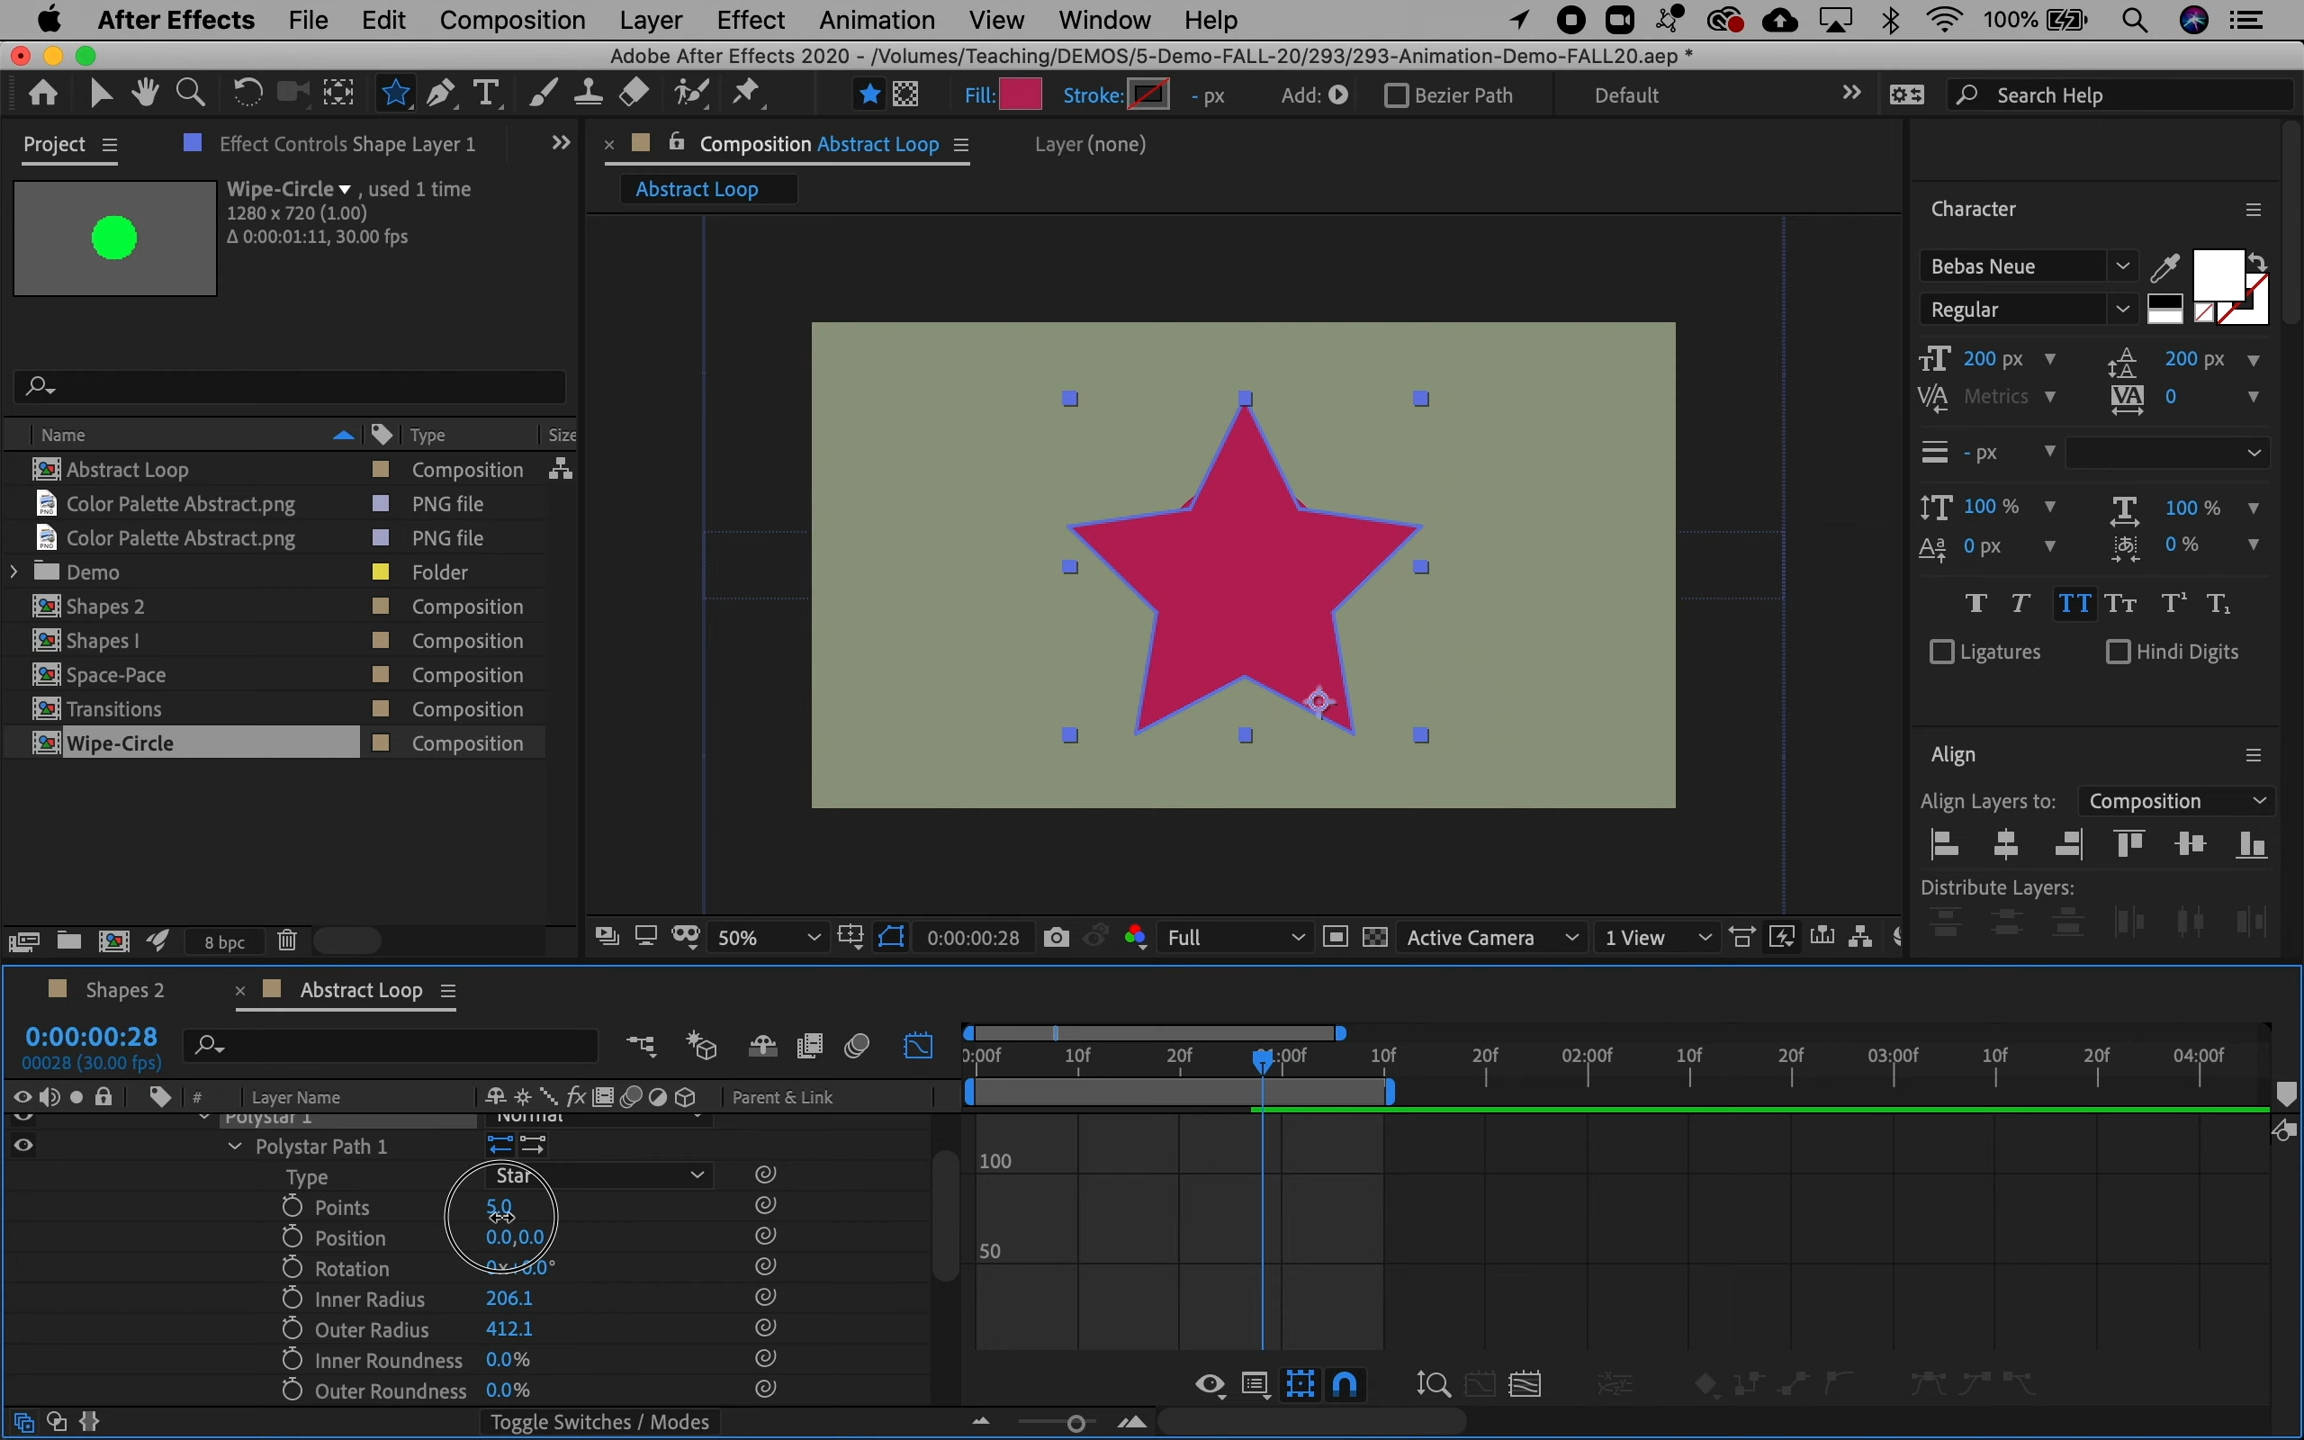 After Effects File Edit Composition Layer Effect Animation View Window Help 100%
Adobe After Effects 2020 - /Volumes/Teaching/DEMOS/5-Demo-FALL-20/293/293-Animation-Demo-FALL20.aep *
Fill: Stroke: - px Add: Bezier Path Default Search Help
Project Effect Controls Shape Layer 1
Composition Abstract Loop Layer (none)
Abstract Loop
Wipe-Circle , used 1 time
1280 x 720 (1.00)
Δ 0:00:01:11, 30.00 fps
Name Type Size
Abstract Loop Composition
Color Palette Abstract.png PNG file
Color Palette Abstract.png PNG file
Demo Folder
Shapes 2 Composition
Shapes I Composition
Space-Pace Composition
Transitions Composition
Wipe-Circle Composition
8 bpc
50% 0:00:00:28 Full Active Camera 1 View
Character
Bebas Neue
Regular
200 px 200 px
Metrics 0
- px
100 % 100 %
0 px 0 %
Ligatures Hindi Digits
Align
Align Layers to: Composition
Distribute Layers:
Shapes 2 Abstract Loop
0:00:00:28
00028 (30.00 fps)
0:00f 10f 20f 01:00f 10f 20f 02:00f 10f 20f 03:00f 10f 20f 04:00f
# Layer Name fx Parent & Link
Polystar 1 Normal
Polystar Path 1
Type Star
Points 5.0
Position 0.0,0.0
Rotation 0x+0.0°
Inner Radius 206.1
Outer Radius 412.1
Inner Roundness 0.0%
Outer Roundness 0.0%
100
50
Toggle Switches / Modes